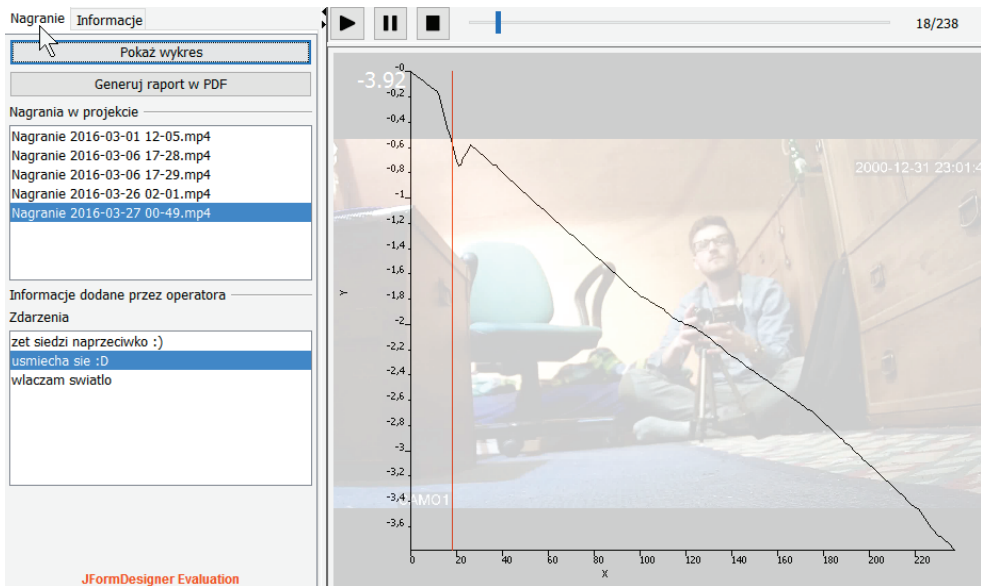 Nagranie Informacje
18/238
Pokaż wykres
Generuj raport w PDF
Nagrania w projekcie
Nagranie 2016-03-01 12-05.mp4
Nagranie 2016-03-06 17-28.mp4
Nagranie 2016-03-06 17-29.mp4
Nagranie 2016-03-26 02-01.mp4
Nagranie 2016-03-27 00-49.mp4
Informacje dodane przez operatora
Zdarzenia
zet siedzi naprzeciwko :)
usmiecha sie :D
wlaczam swiatlo
JFormDesigner Evaluation
-3.92
2000-12-31 23:01:4
CAMO1
-0
-0,2
-0,4
-0,6
-0,8
-1
-1,2
-1,4
-1,6
-1,8
-2
-2,2
-2,4
-2,6
-2,8
-3
-3,2
-3,4
-3,6
Y
0 20 40 60 80 100 120 140 160 180 200 220
X